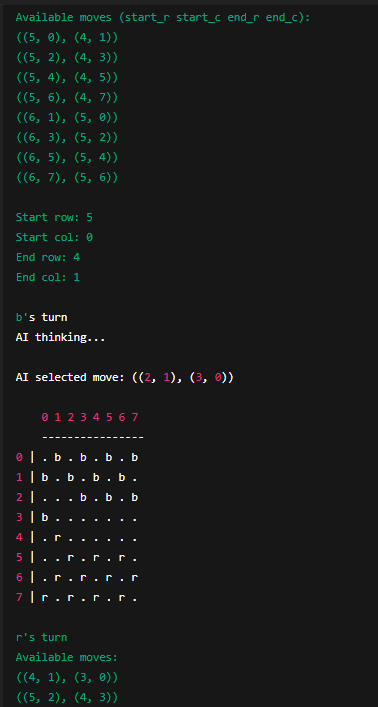 Available moves (start_r start_c end_r end_c):
((5, 0), (4, 1))
((5, 2), (4, 3))
((5, 4), (4, 5))
((5, 6), (4, 7))
((6, 1), (5, 0))
((6, 3), (5, 2))
((6, 5), (5, 4))
((6, 7), (5, 6))
Start row: 5
Start col: 0
End row: 4
End col: 1
b's turn
AI thinking...
AI selected move: ((2, 1), (3, 0))
0 1 2 3 4 5 6 7
----------------
0 | . b . b . b . b
1 | b . b . b . b .
2 | . . . b . b . b
3 | b . . . . . . .
4 | . r . . . . . .
5 | . . r . r . r .
6 | . r . r . r . r
7 | r . r . r . r .
r's turn
Available moves:
((4, 1), (3, 0))
((5, 2), (4, 3))